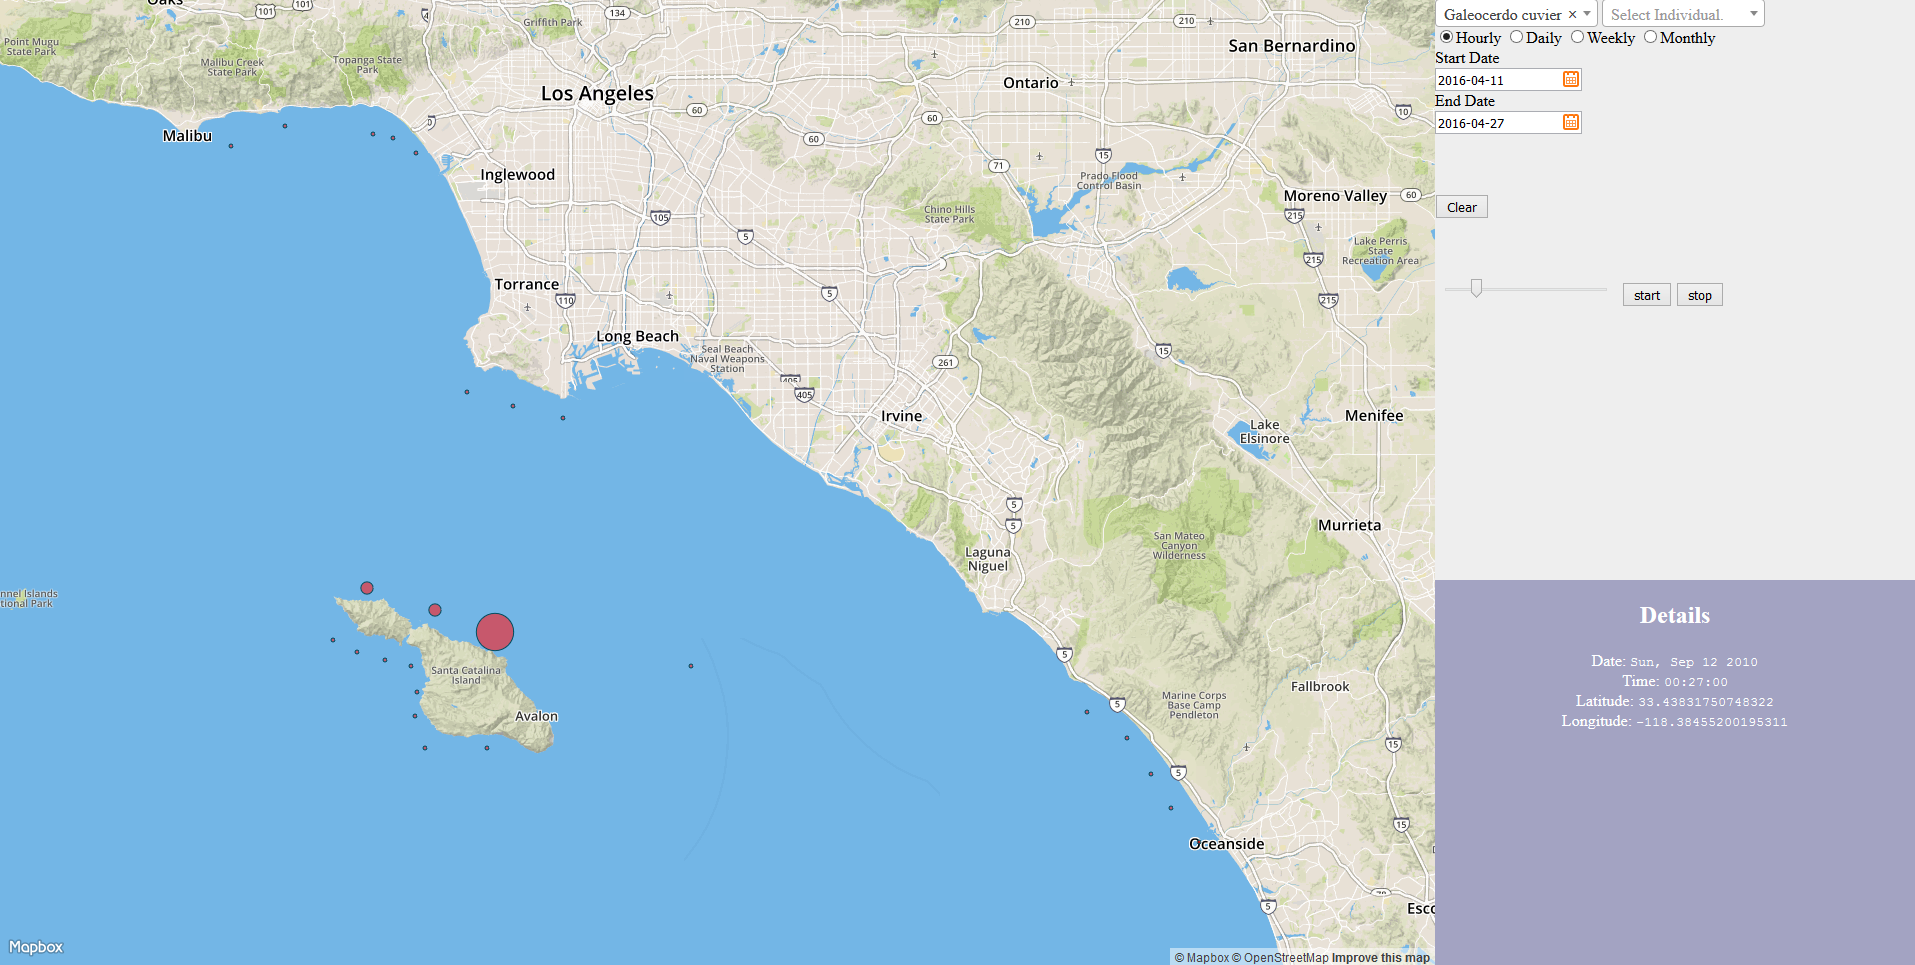 Oaks
101
101
4
Griffith Park
134
210
210
Point Mugu
State Park
Malibu Creek
State Park
Topanga State
Park
San Bernardino
Los Angeles
Ontario
60
60
60
10
Malibu
Inglewood
71
15
Prado Flood
Control Basin
Moreno Valley
60
105
5
Chino Hills
State Park
215
Lake Perris
State
Recreation Area
215
Torrance
110
5
215
Long Beach
Seal Beach
Naval Weapons
Station
15
261
405
405
Irvine
Menifee
Lake
Elsinore
5
5
Murrieta
San Mateo
Canyon
Wilderness
Laguna
Niguel
nnel Islands
tional Park
Santa Catalina
Island
5
Avalon
Fallbrook
Marine Corps
Base Camp
Pendleton
5
15
5
15
Oceanside
5
Esco
Mapbox
© Mapbox © OpenStreetMap Improve this map
Galeocerdo cuvier × Select Individual.
Hourly Daily Weekly Monthly
Start Date
2016-04-11
End Date
2016-04-27
Clear
start stop
Details
Date: Sun, Sep 12 2010
Time: 00:27:00
Latitude: 33.43831750748322
Longitude: -118.38455200195311